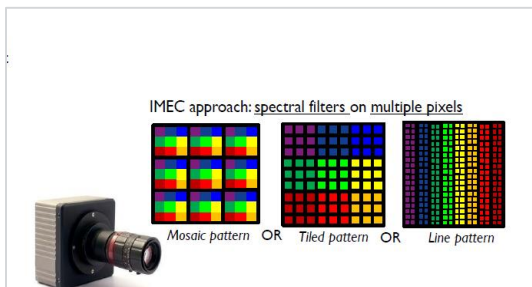 :
IMEC approach: spectral filters on multiple pixels
Mosaic pattern OR Tiled pattern OR Line pattern